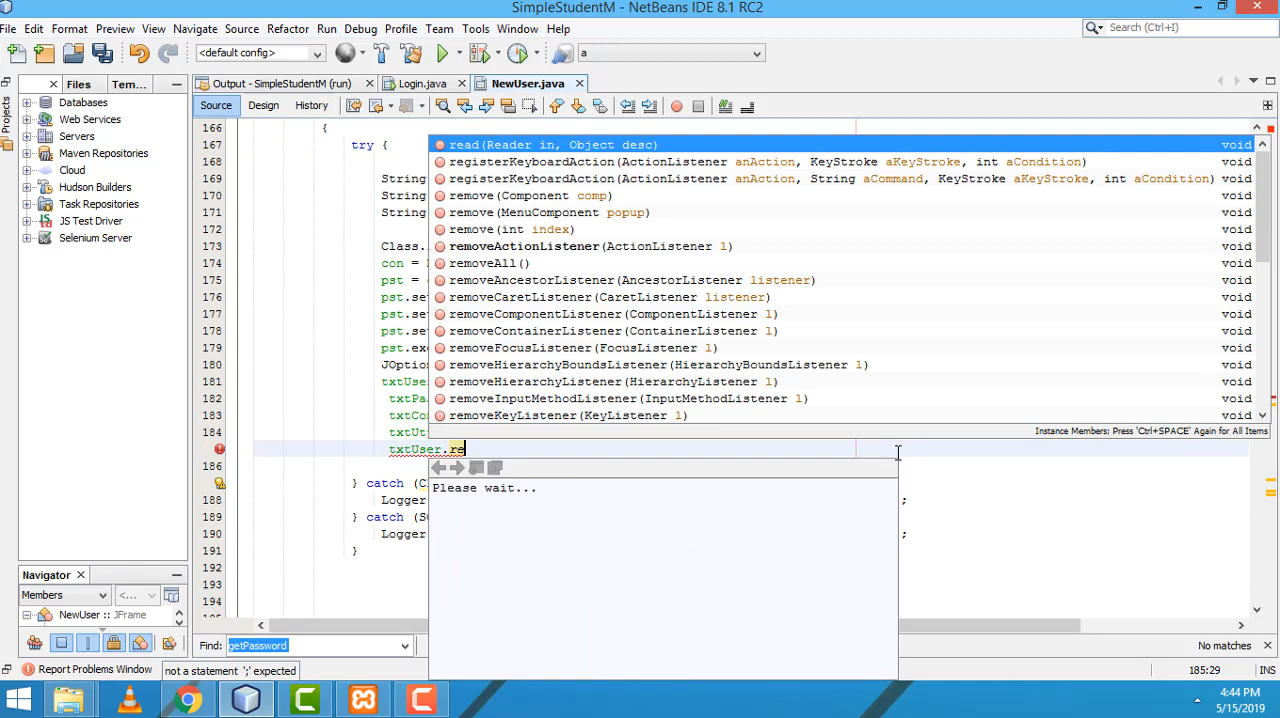 SimpleStudentM - NetBeans IDE 8.1 RC2
File Edit Format Preview View Navigate Source Refactor Run Debug Profile Team Tools Window Help
Search (Ctrl+I)
<default config>
a
Files Tem...
Output - SimpleStudentM (run) Login.java NewUser.java
Source Design History
Projects
Databases
Web Services
Servers
Maven Repositories
Cloud
Hudson Builders
Task Repositories
JS Test Driver
Selenium Server
166 {
167 try {
168
169 String
170 String
171 String
172
173 Class.
174 con =
175 pst =
176 pst.se
177 pst.se
178 pst.se
179 pst.ex
180 JOption
181 txtUse
182 txtPa
183 txtCo
184 txtUt
txtUser.re
186
} catch (C
188 Logger ;
189 } catch (S
190 Logger ;
191 }
192
193
194
read(Reader in, Object desc) void
registerKeyboardAction(ActionListener anAction, KeyStroke aKeyStroke, int aCondition) void
registerKeyboardAction(ActionListener anAction, String aCommand, KeyStroke aKeyStroke, int aCondition) void
remove(Component comp) void
remove(MenuComponent popup) void
remove(int index) void
removeActionListener(ActionListener l) void
removeAll() void
removeAncestorListener(AncestorListener listener) void
removeCaretListener(CaretListener listener) void
removeComponentListener(ComponentListener l) void
removeContainerListener(ContainerListener l) void
removeFocusListener(FocusListener l) void
removeHierarchyBoundsListener(HierarchyBoundsListener l) void
removeHierarchyListener(HierarchyListener l) void
removeInputMethodListener(InputMethodListener l) void
removeKeyListener(KeyListener l) void
Instance Members; Press 'Ctrl+SPACE' Again for All Items
Please wait...
Navigator
Members <...
NewUser :: JFrame
Find: getPassword No matches
Report Problems Window not a statement ';' expected 185:29 INS
4:44 PM
5/15/2019